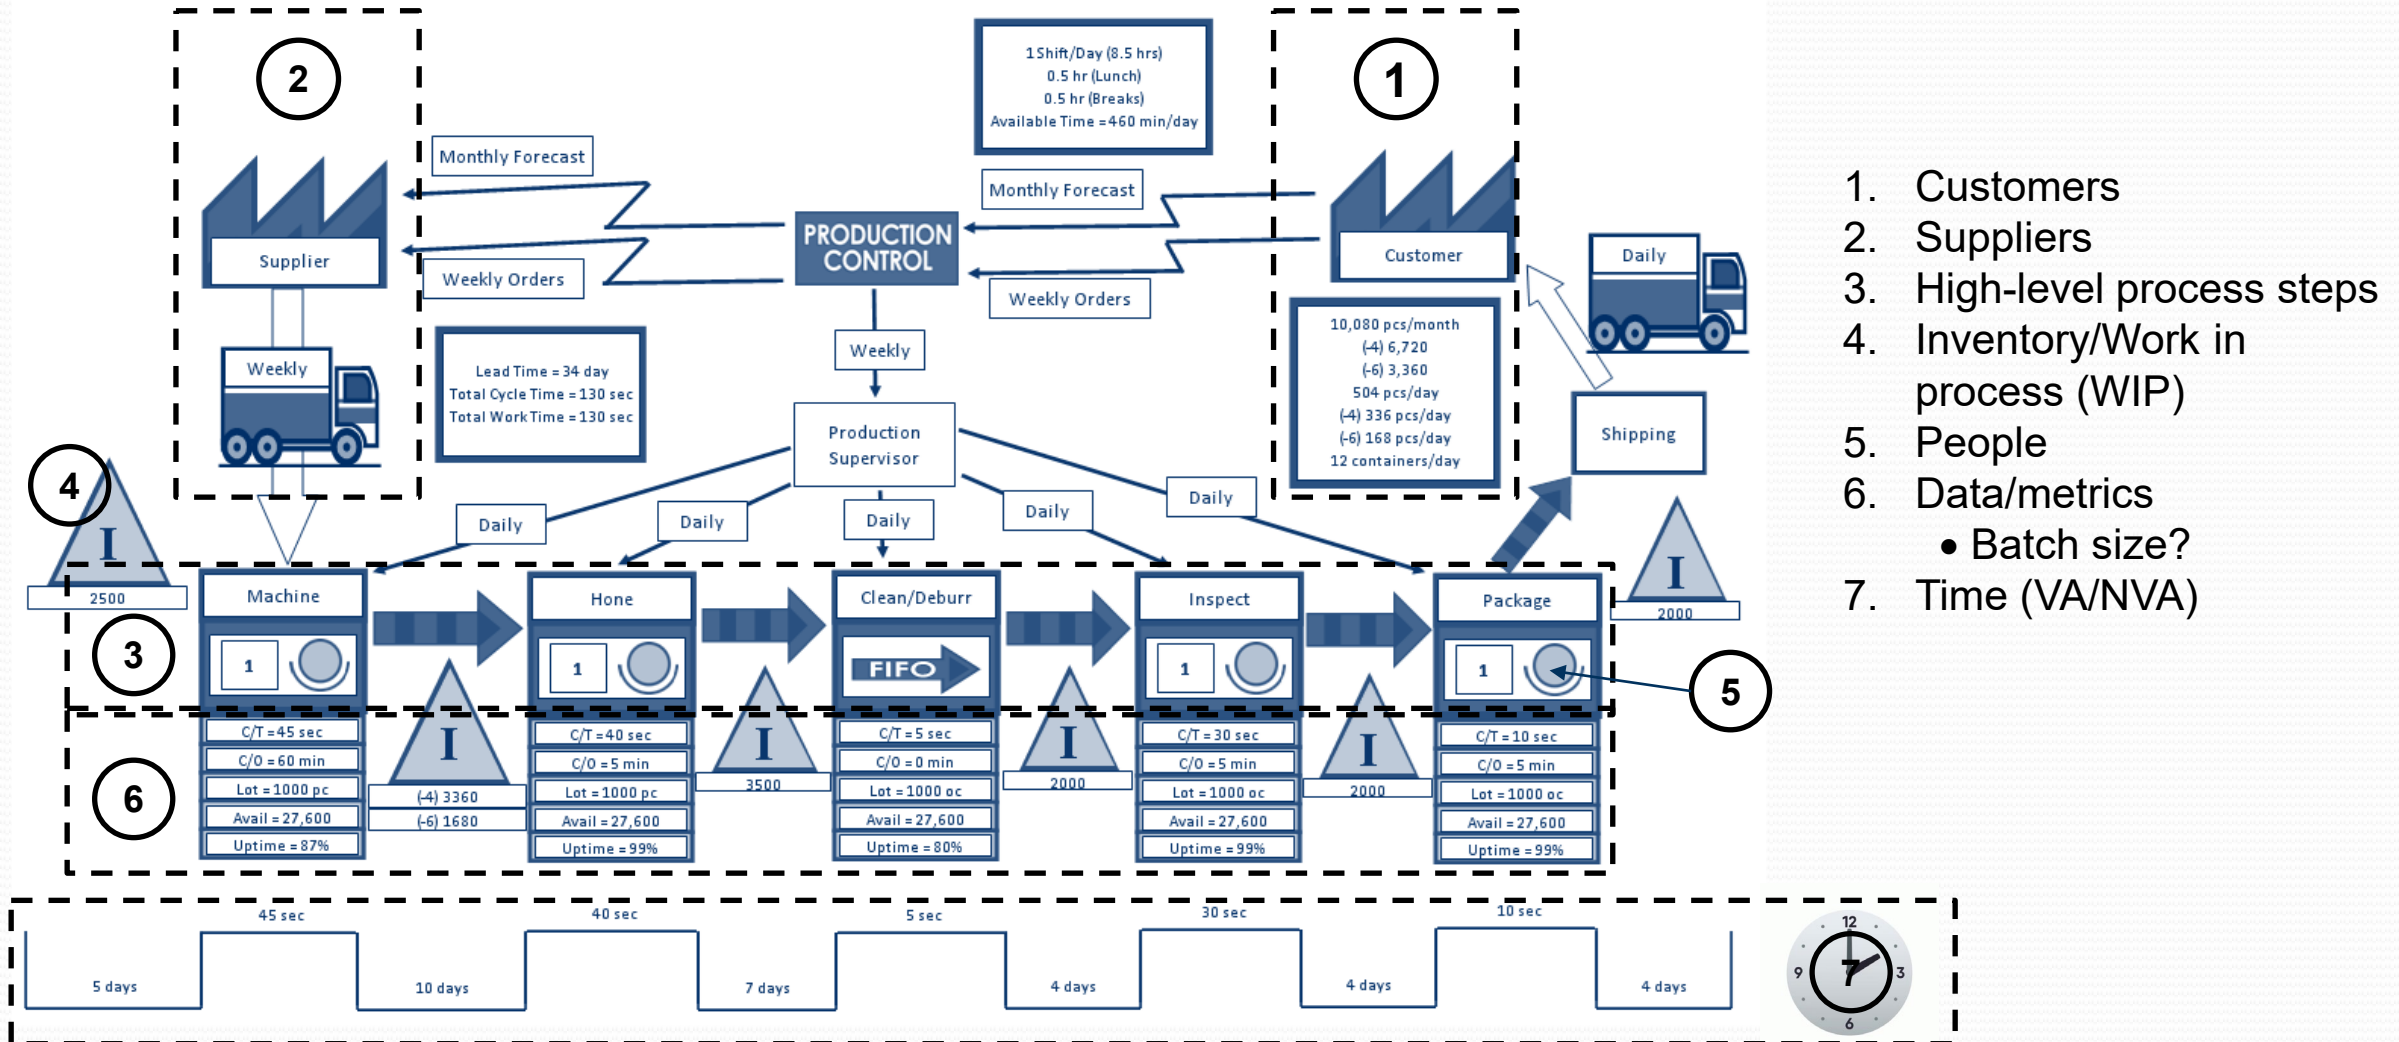 2
1 Shift/Day (8.5 hrs)
0.5 hr (Lunch)
0.5 hr (Breaks)
Available Time = 460 min/day
1
Monthly Forecast
Monthly Forecast
PRODUCTION
CONTROL
Supplier
Customer
Daily
Weekly Orders
Weekly Orders
Weekly
Weekly
Lead Time = 34 day
Total Cycle Time = 130 sec
Total Work Time = 130 sec
10,080 pcs/month
(-4) 6,720
(-6) 3,360
504 pcs/day
(-4) 336 pcs/day
(-6) 168 pcs/day
12 containers/day
Production
Supervisor
Shipping
4
I
2500
Daily
Daily
Daily
Daily
Daily
I
2000
3
Machine
1
Hone
1
Clean/Deburr
FIFO
Inspect
1
Package
1
5
6
C/T = 45 sec
C/O = 60 min
Lot = 1000 pc
Avail = 27,600
Uptime = 87%
I
(-4) 3360
(-6) 1680
C/T = 40 sec
C/O = 5 min
Lot = 1000 pc
Avail = 27,600
Uptime = 99%
I
3500
C/T = 5 sec
C/O = 0 min
Lot = 1000 oc
Avail = 27,600
Uptime = 80%
I
2000
C/T = 30 sec
C/O = 5 min
Lot = 1000 oc
Avail = 27,600
Uptime = 99%
I
2000
C/T = 10 sec
C/O = 5 min
Lot = 1000 oc
Avail = 27,600
Uptime = 99%
45 sec
40 sec
5 sec
30 sec
10 sec
5 days
10 days
7 days
4 days
4 days
4 days
12
9
7
3
6
1. Customers
2. Suppliers
3. High-level process steps
4. Inventory/Work in
process (WIP)
5. People
6. Data/metrics
• Batch size?
7. Time (VA/NVA)